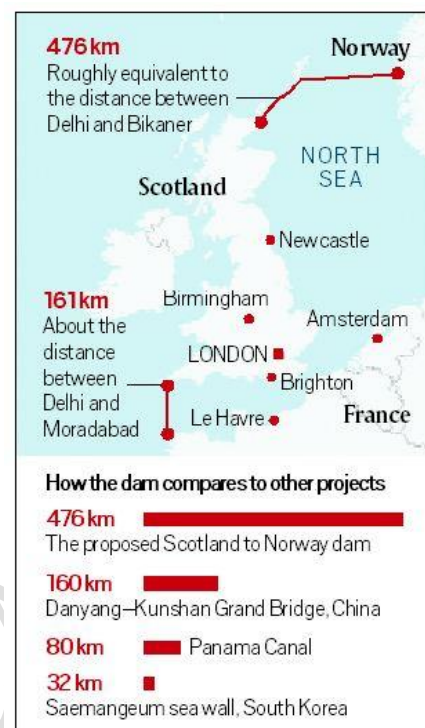 476 km
Roughly equivalent to
the distance between
Delhi and Bikaner
Norway
NORTH
SEA
Scotland
Newcastle
161 km
About the
distance
between
Delhi and
Moradabad
Birmingham
Amsterdam
LONDON
Brighton
Le Havre
France
How the dam compares to other projects
476 km
The proposed Scotland to Norway dam
160 km
Danyang–Kunshan Grand Bridge, China
80 km Panama Canal
32 km
Saemangeum sea wall, South Korea